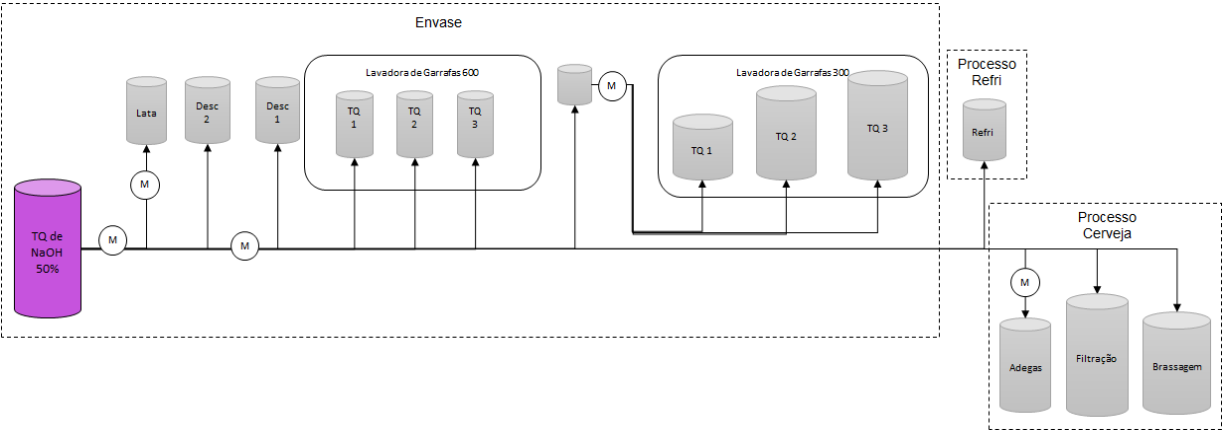 Envase
Lavadora de Garrafas 600
Lavadora de Garrafas 300
Processo
Refri
Lata
Desc
2
Desc
1
TQ
1
TQ
2
TQ
3
M
TQ 1
TQ 2
TQ 3
Refri
M
TQ de
NaOH
50%
M
M
Processo
Cerveja
M
Adegas
Filtração
Brassagem